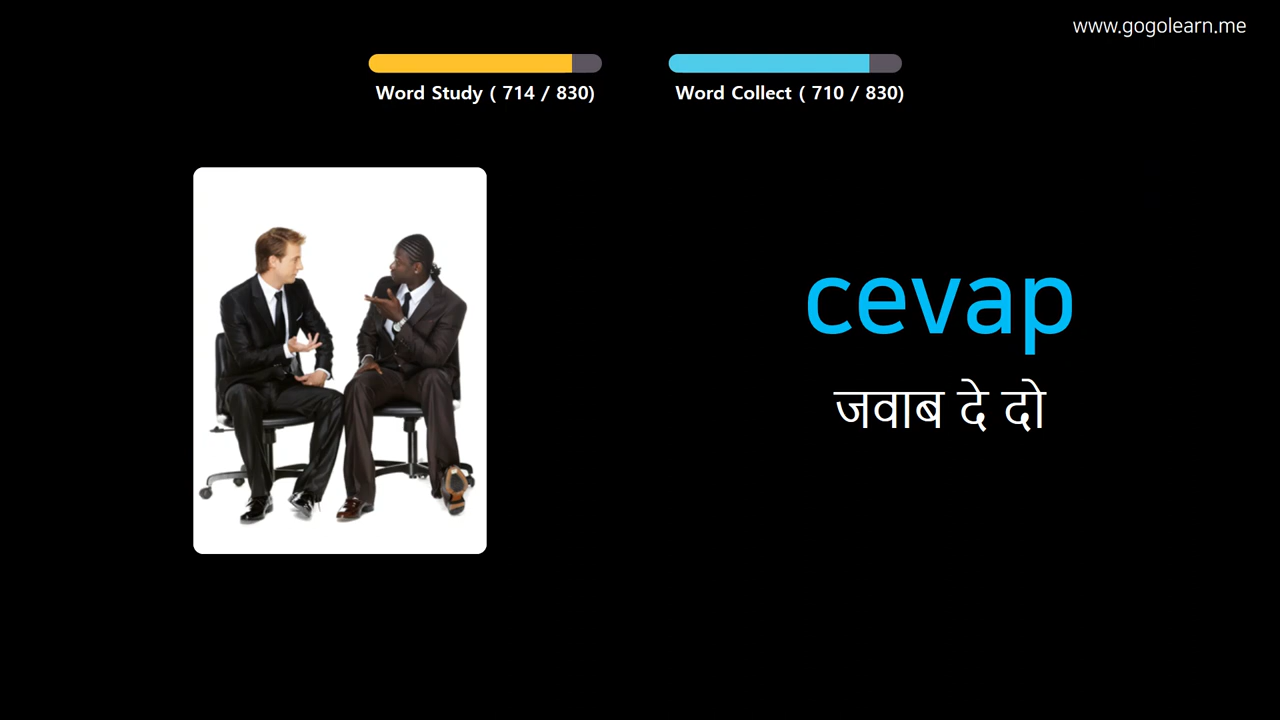 www.gogolearn.me
Word Study ( 714 / 830)
Word Collect ( 710 / 830)
cevap
जवाब दे दो